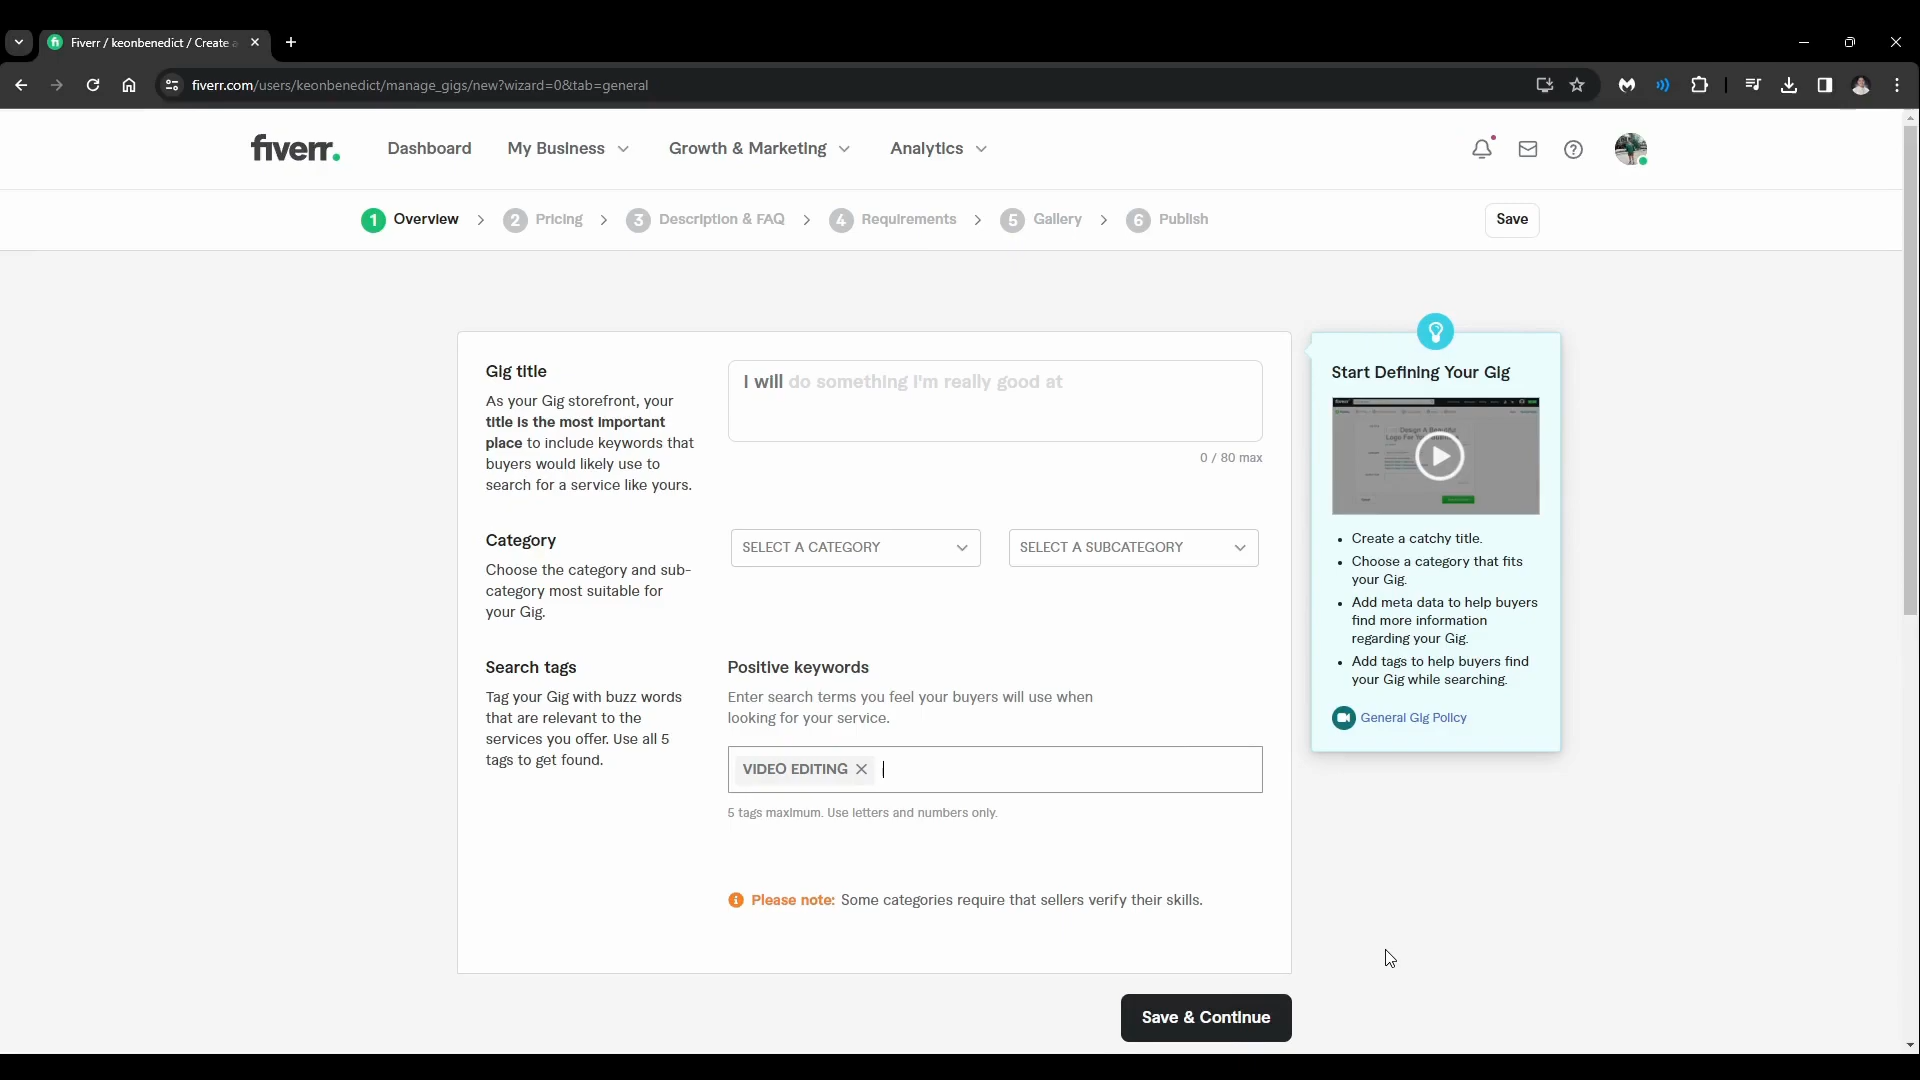 Fiverr / keonbenedict / Create a
fiverr.com/users/keonbenedict/manage_gigs/new?wizard=0&tab=general
fiverr.
Dashboard
My Business
Growth & Marketing
Analytics
1 Overview
2 Pricing
3 Description & FAQ
4 Requirements
5 Gallery
6 Publish
Save
Gig title
As your Gig storefront, your
title is the most important
place to include keywords that
buyers would likely use to
search for a service like yours.
I will do something I'm really good at
0 / 80 max
Category
Choose the category and sub-
category most suitable for
your Gig.
SELECT A CATEGORY
SELECT A SUBCATEGORY
Search tags
Tag your Gig with buzz words
that are relevant to the
services you offer. Use all 5
tags to get found.
Positive keywords
Enter search terms you feel your buyers will use when
looking for your service.
VIDEO EDITING
5 tags maximum. Use letters and numbers only.
Please note: Some categories require that sellers verify their skills.
Save & Continue
Start Defining Your Gig
• Create a catchy title.
• Choose a category that fits
your Gig.
• Add meta data to help buyers
find more information
regarding your Gig.
• Add tags to help buyers find
your Gig while searching.
General Gig Policy